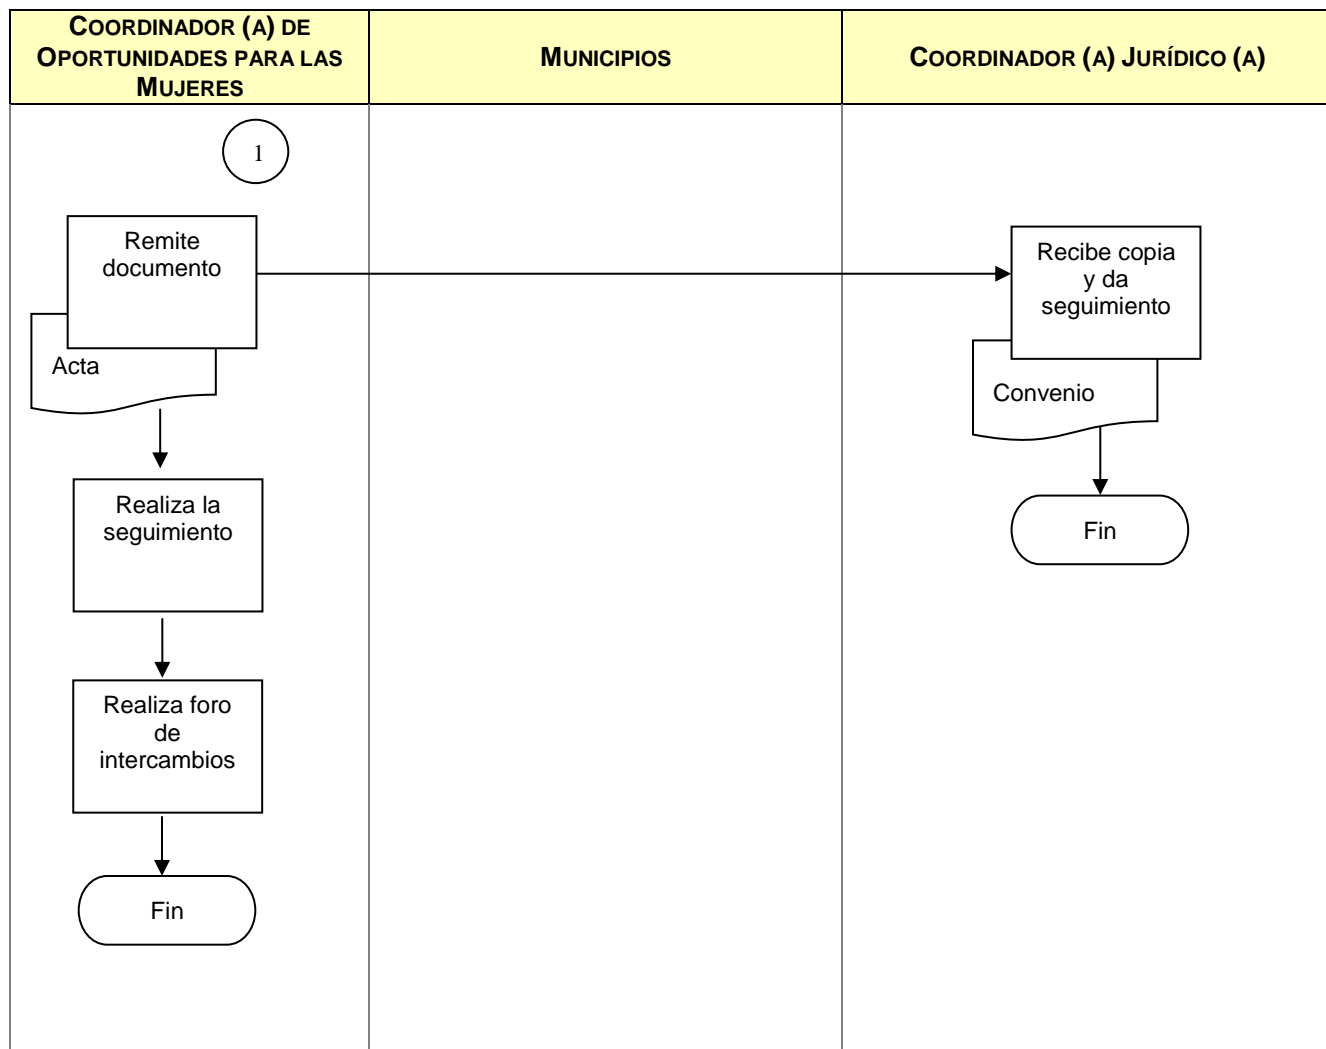 COORDINADOR (A) DE
OPORTUNIDADES PARA LAS
MUJERES
MUNICIPIOS
COORDINADOR (A) JURÍDICO (A)
1
Remite
documento
Acta
Recibe copia
y da
seguimiento
Convenio
Fin
Realiza la
seguimiento
Realiza foro
de
intercambios
Fin